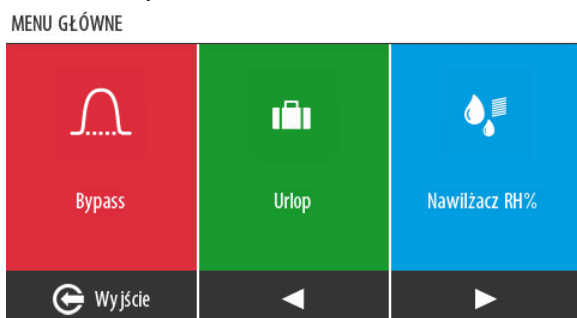 MENU GŁÓWNE
Bypass
Urlop
Nawilżacz RH%
Wyjście